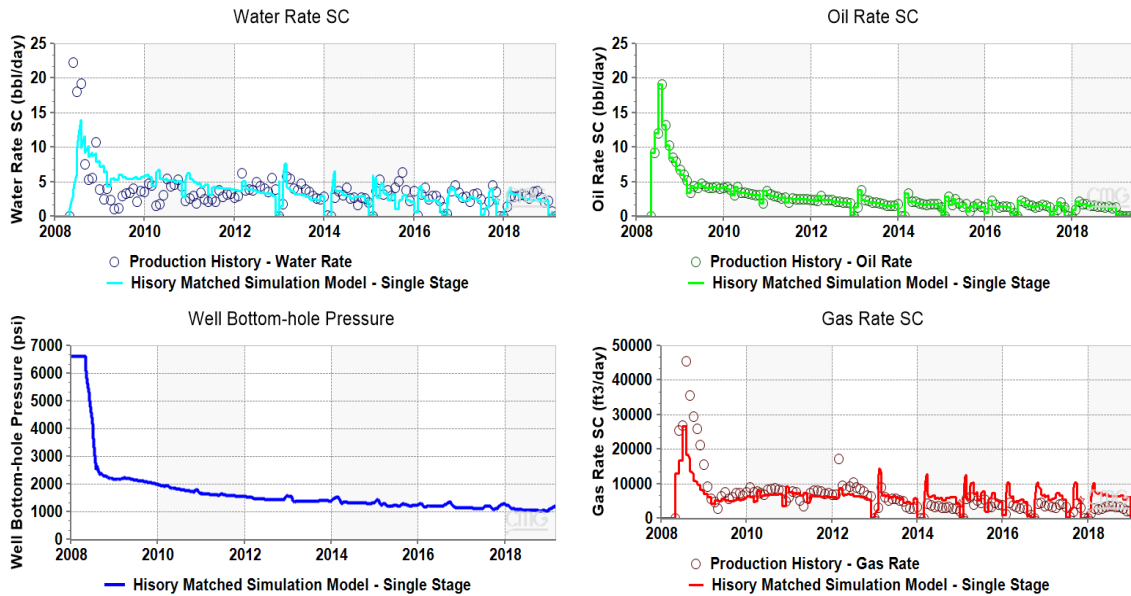 Water Rate SC
Water Rate SC (bbl/day)
25
20
15
10
5
0
2008
2010
2012
2014
2016
2018
CMG
Production History - Water Rate
Hisory Matched Simulation Model - Single Stage
Oil Rate SC
Oil Rate SC (bbl/day)
25
20
15
10
5
0
2008
2010
2012
2014
2016
2018
CMG
Production History - Oil Rate
Hisory Matched Simulation Model - Single Stage
Well Bottom-hole Pressure
Well Bottom-hole Pressure (psi)
7000
6000
5000
4000
3000
2000
1000
0
2008
2010
2012
2014
2016
2018
CMG
Hisory Matched Simulation Model - Single Stage
Gas Rate SC
Gas Rate SC (ft3/day)
50000
40000
30000
20000
10000
0
2008
2010
2012
2014
2016
2018
Production History - Gas Rate
Hisory Matched Simulation Model - Single Stage